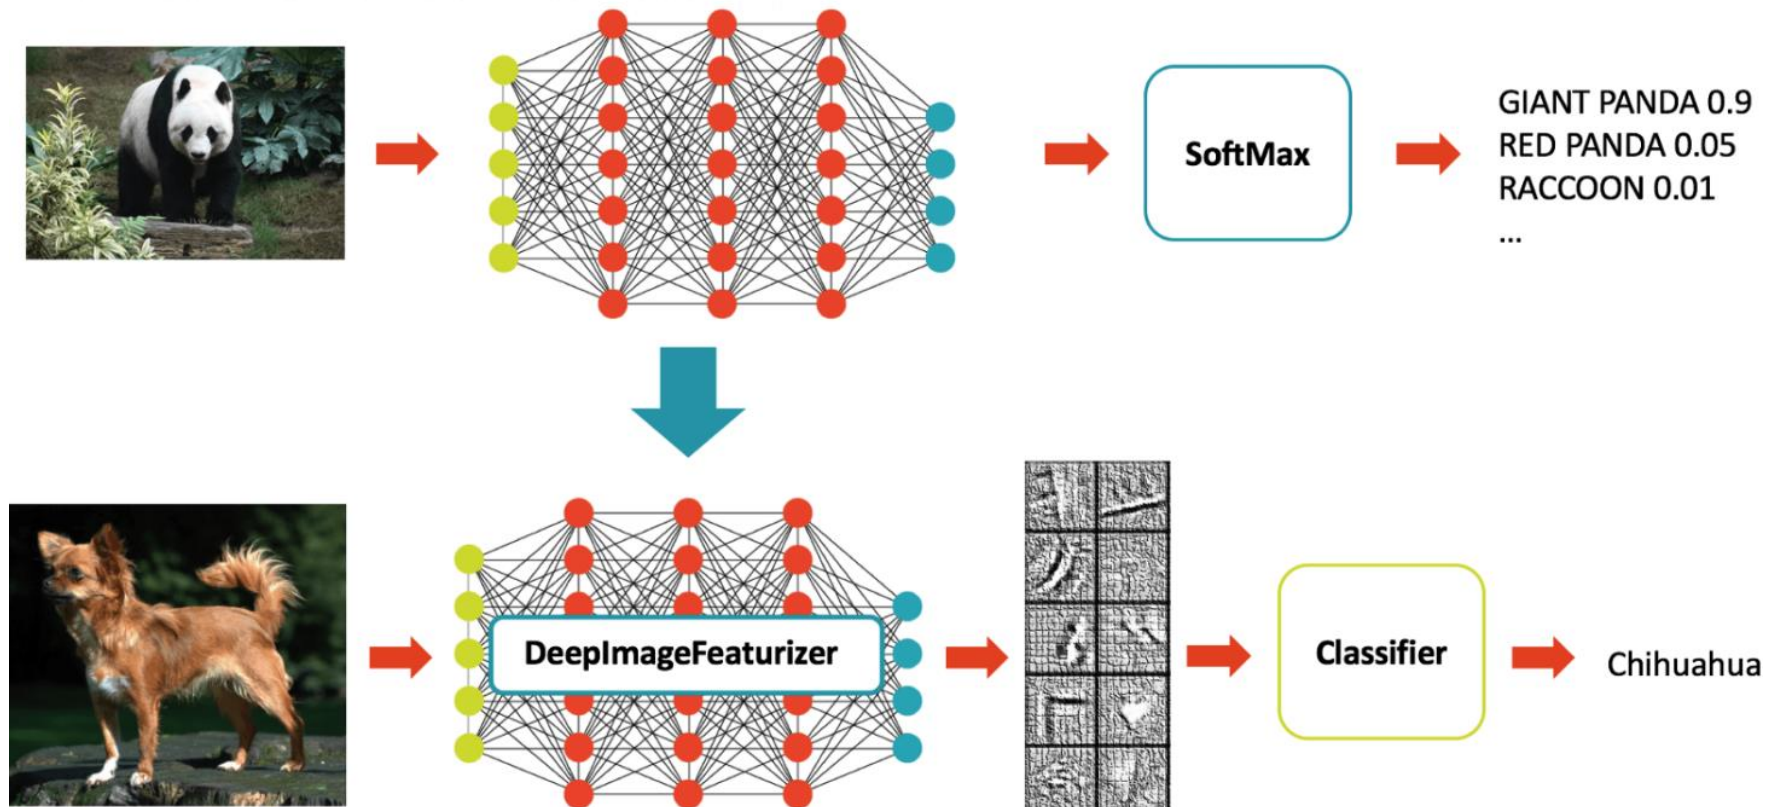 SoftMax
GIANT PANDA 0.9
RED PANDA 0.05
RACCOON 0.01
...
DeepImageFeaturizer
Classifier
Chihuahua